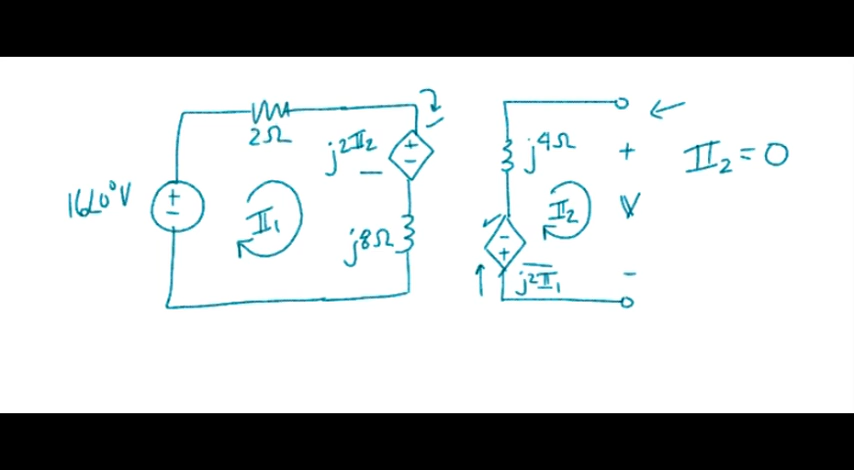 2Ω
j2𝕀₂
+
-
16∠0°V
+
-
𝕀₁
j8Ω
j4Ω
+
𝕀₂ = 0
𝕀₂
V
-
+
j2𝕀₁
-